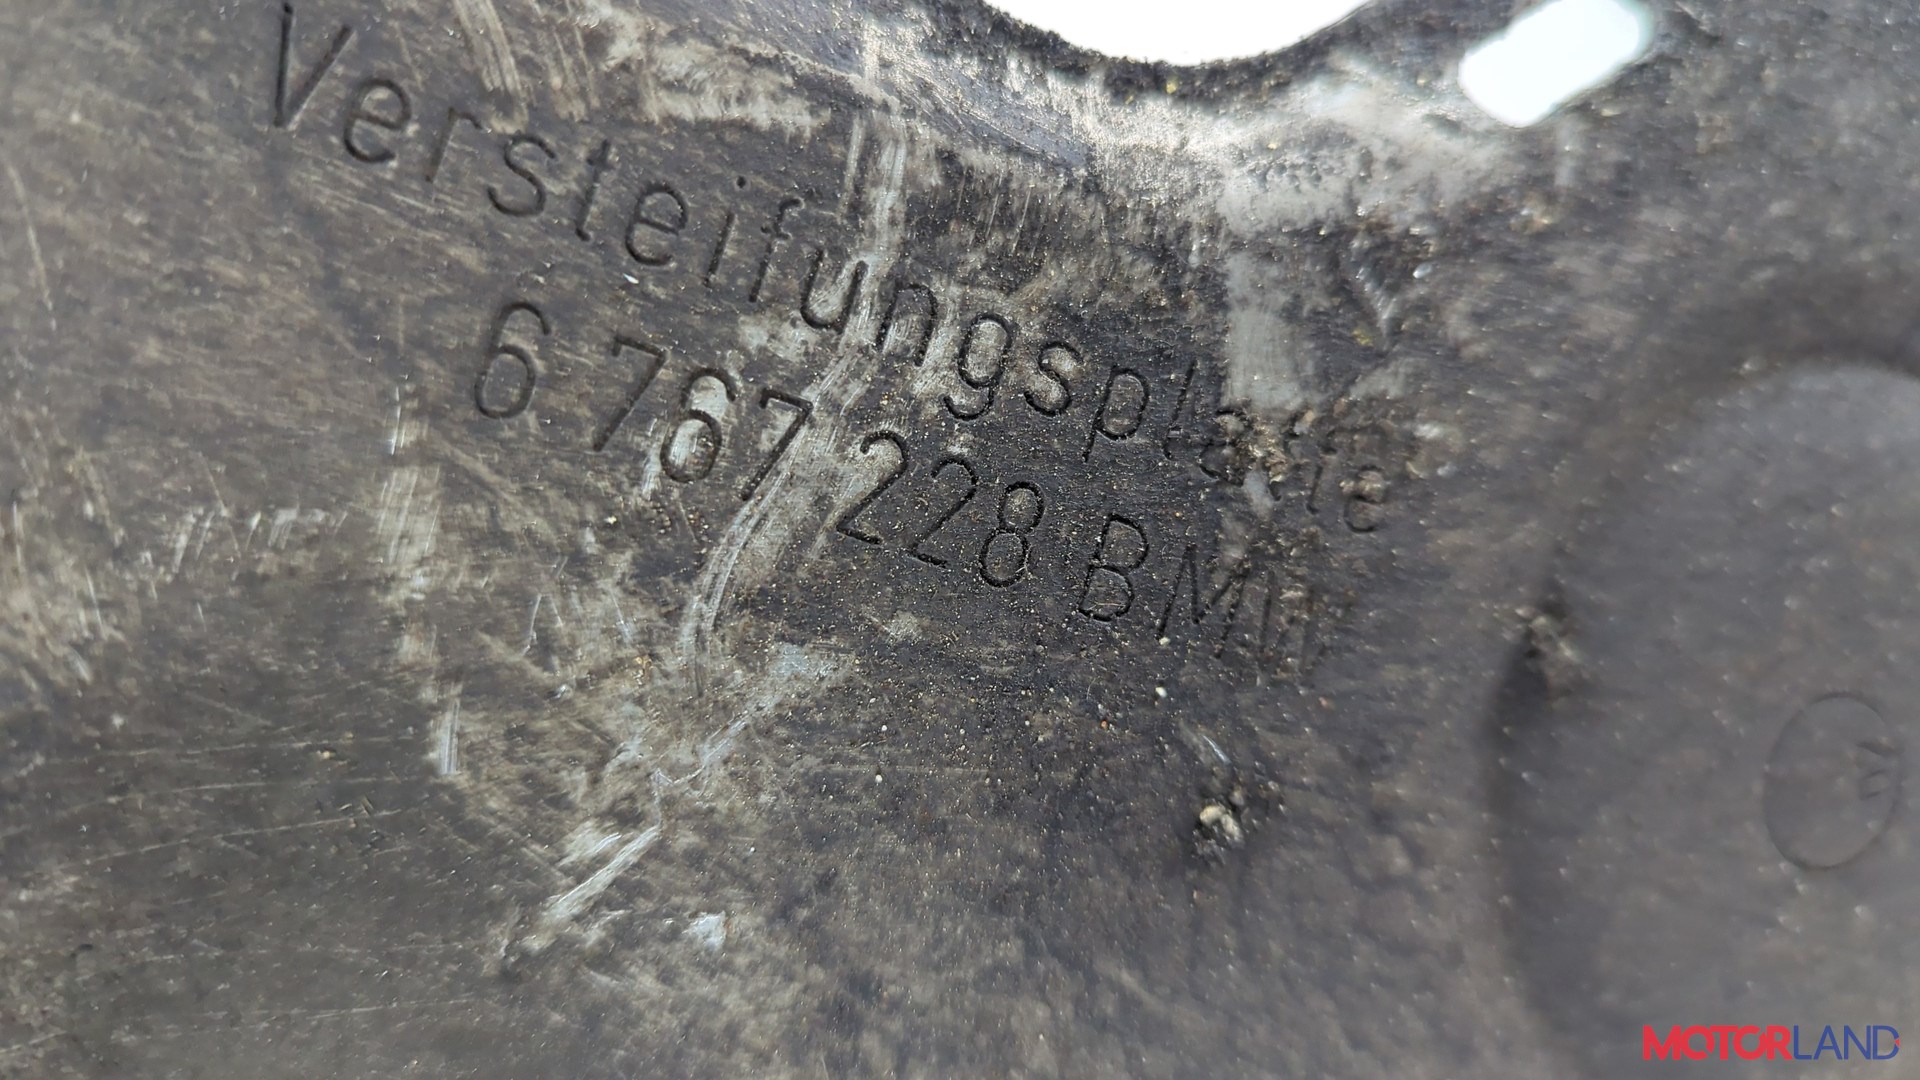 Versteifungsplatte
6 767 228 BMW
MOTORLAND